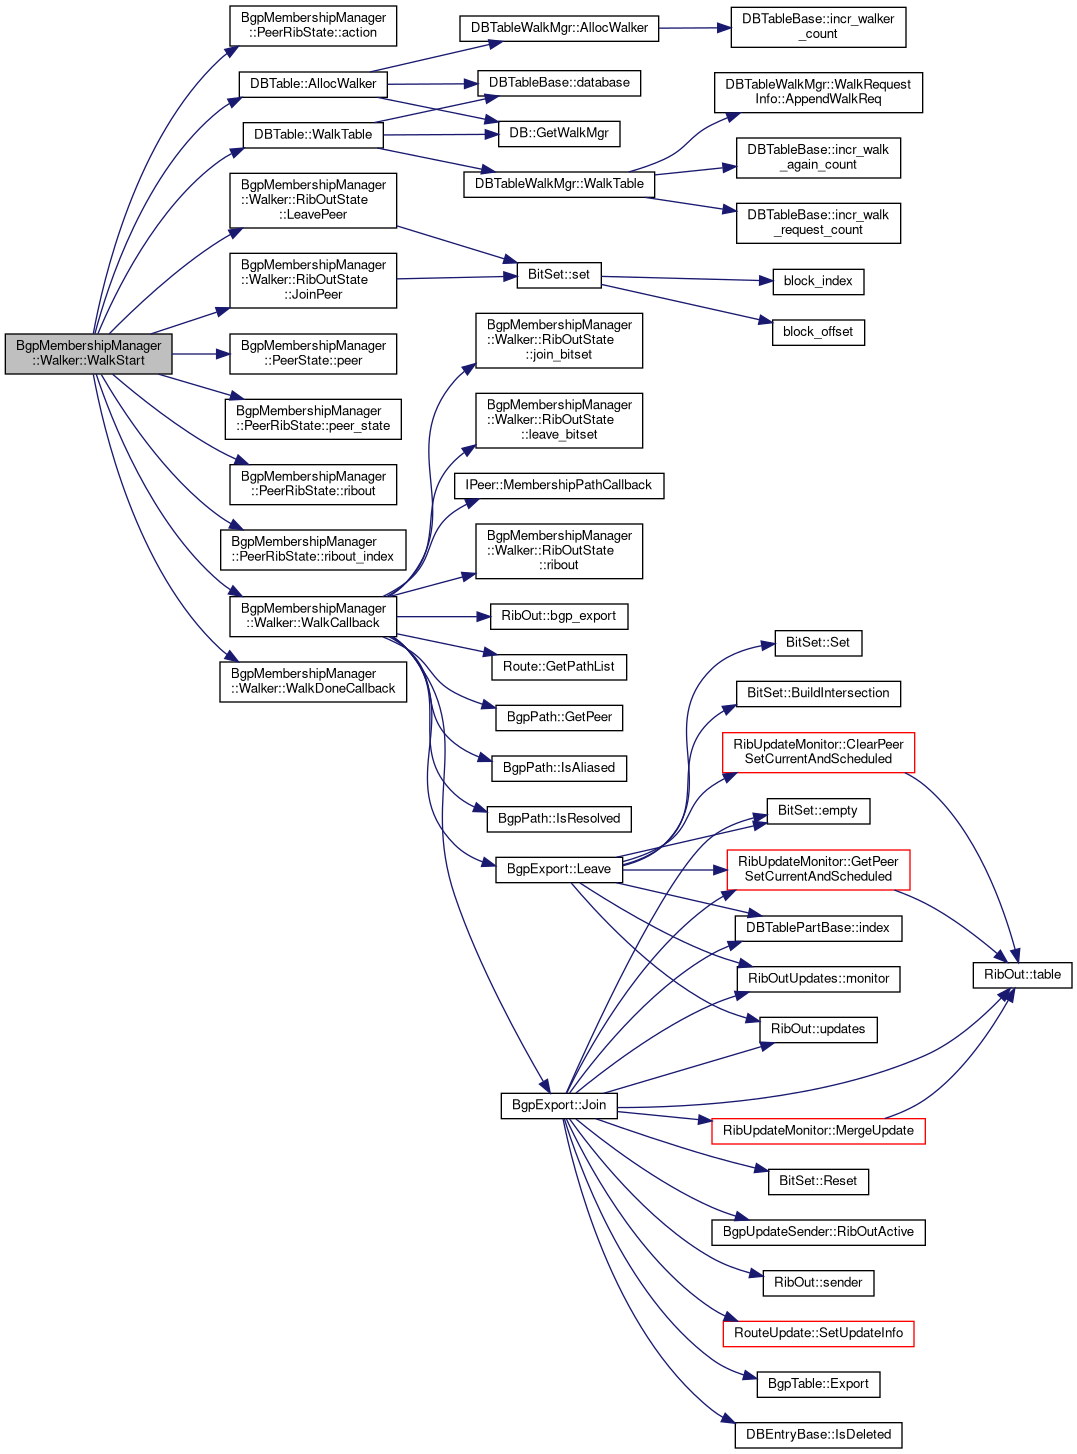 BgpMembershipManager
::Walker::WalkStart
BgpMembershipManager
::PeerRibState::action
DBTable::AllocWalker
DBTable::WalkTable
BgpMembershipManager
::Walker::RibOutState
::LeavePeer
BgpMembershipManager
::Walker::RibOutState
::JoinPeer
BgpMembershipManager
::PeerState::peer
BgpMembershipManager
::PeerRibState::peer_state
BgpMembershipManager
::PeerRibState::ribout
BgpMembershipManager
::PeerRibState::ribout_index
BgpMembershipManager
::Walker::WalkCallback
BgpMembershipManager
::Walker::WalkDoneCallback
DBTableWalkMgr::AllocWalker
DBTableBase::database
DB::GetWalkMgr
DBTableWalkMgr::WalkTable
BitSet::set
BgpMembershipManager
::Walker::RibOutState
::join_bitset
BgpMembershipManager
::Walker::RibOutState
::leave_bitset
IPeer::MembershipPathCallback
BgpMembershipManager
::Walker::RibOutState
::ribout
RibOut::bgp_export
Route::GetPathList
BgpPath::GetPeer
BgpPath::IsAliased
BgpPath::IsResolved
BgpExport::Leave
BgpExport::Join
DBTableBase::incr_walker
_count
DBTableWalkMgr::WalkRequest
Info::AppendWalkReq
DBTableBase::incr_walk
_again_count
DBTableBase::incr_walk
_request_count
block_index
block_offset
BitSet::Set
BitSet::BuildIntersection
RibUpdateMonitor::ClearPeer
SetCurrentAndScheduled
BitSet::empty
RibUpdateMonitor::GetPeer
SetCurrentAndScheduled
DBTablePartBase::index
RibOutUpdates::monitor
RibOut::updates
RibUpdateMonitor::MergeUpdate
BitSet::Reset
BgpUpdateSender::RibOutActive
RibOut::sender
RouteUpdate::SetUpdateInfo
BgpTable::Export
DBEntryBase::IsDeleted
RibOut::table